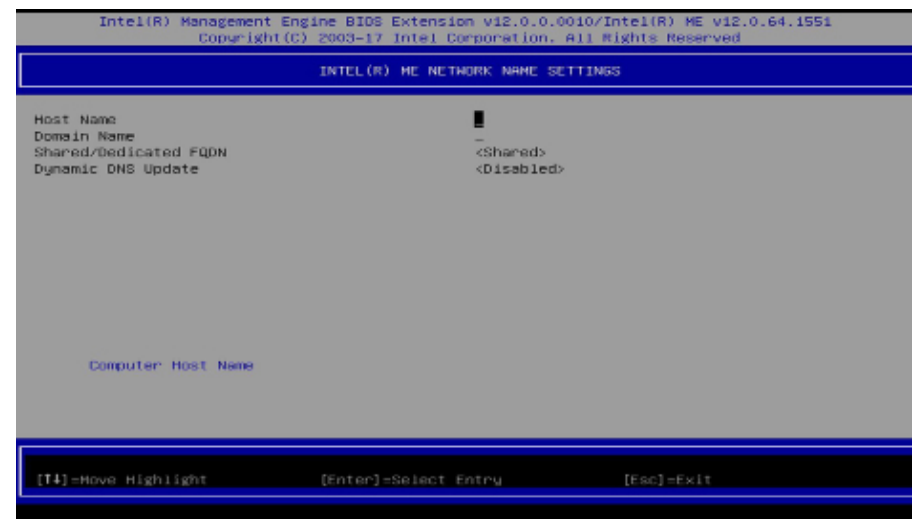 Intel(R) Management Engine BIOS Extension v12.0.0.0010/Intel(R) ME v12.0.64.1551
Copyright(C) 2003-17 Intel Corporation. All Rights Reserved
INTEL(R) ME NETWORK NAME SETTINGS
Host Name
Domain Name _
Shared/Dedicated FQDN <Shared>
Dynamic DNS Update <Disabled>
Computer Host Name
[↑↓]=Move Highlight [Enter]=Select Entry [Esc]=Exit